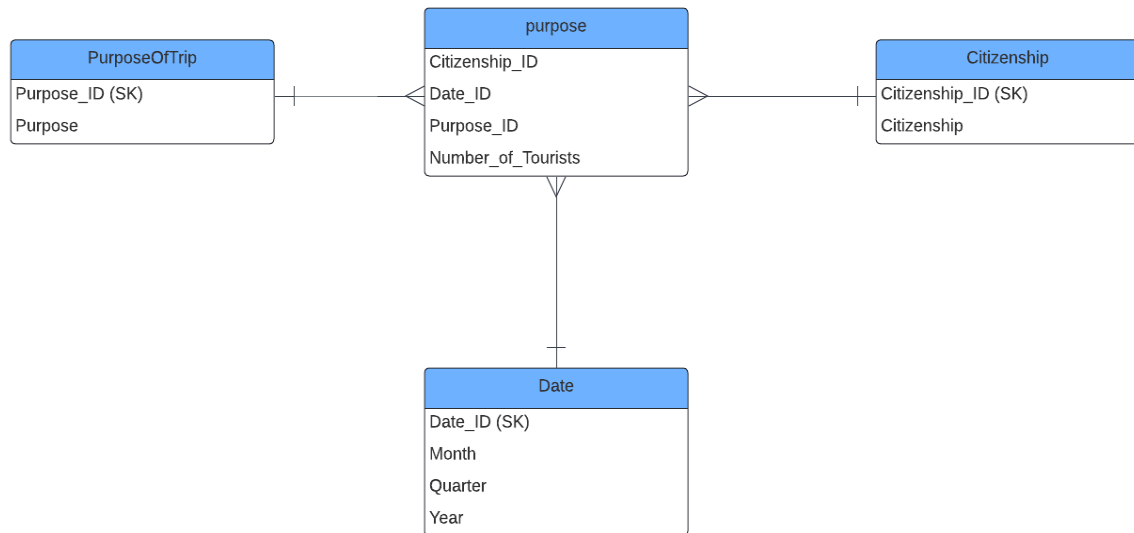 purpose
Citizenship_ID
Date_ID
Purpose_ID
Number_of_Tourists
PurposeOfTrip
Purpose_ID (SK)
Purpose
Citizenship
Citizenship_ID (SK)
Citizenship
Date
Date_ID (SK)
Month
Quarter
Year